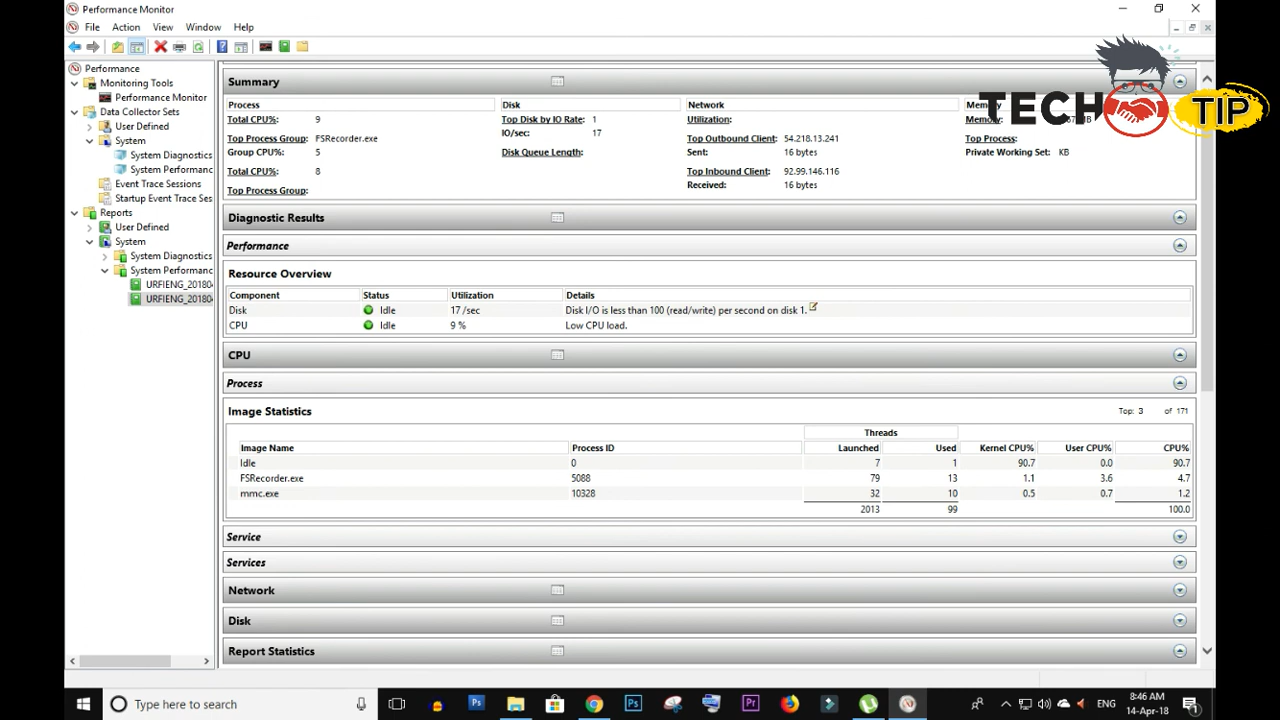 Performance Monitor
File Action View Window Help
Performance
Monitoring Tools
Performance Monitor
Data Collector Sets
User Defined
System
System Diagnostics
System Performanc
Event Trace Sessions
Startup Event Trace Ses
Reports
User Defined
System
System Diagnostics
System Performanc
URFIENG_20180
URFIENG_20180
TECH TIP
Summary
Process Disk Network
Total CPU%: 9 Top Disk by IO Rate: 1 Utilization:
IO/sec: 17
Top Process Group: FSRecorder.exe Top Outbound Client: 54.218.13.241 Top Process:
Group CPU%: 5 Disk Queue Length: Sent: 16 bytes Private Working Set: KB
Total CPU% 8 Top Inbound Client: 92.99.146.116
Received: 16 bytes
Top Process Group:
Diagnostic Results
Performance
Resource Overview
Component Status Utilization Details
Disk Idle 17 /sec Disk I/O is less than 100 (read/write) per second on disk 1.
CPU Idle 9 % Low CPU load.
CPU
Process
Image Statistics Top: 3 of 171
Threads
Image Name Process ID Launched Used Kernel CPU% User CPU% CPU%
Idle 0 7 1 90.7 0.0 90.7
FSRecorder.exe 5088 79 13 1.1 3.6 4.7
mmc.exe 10328 32 10 0.5 0.7 1.2
2013 99 100.0
Service
Services
Network
Disk
Report Statistics
Type here to search
ENG
8:46 AM
14-Apr-18